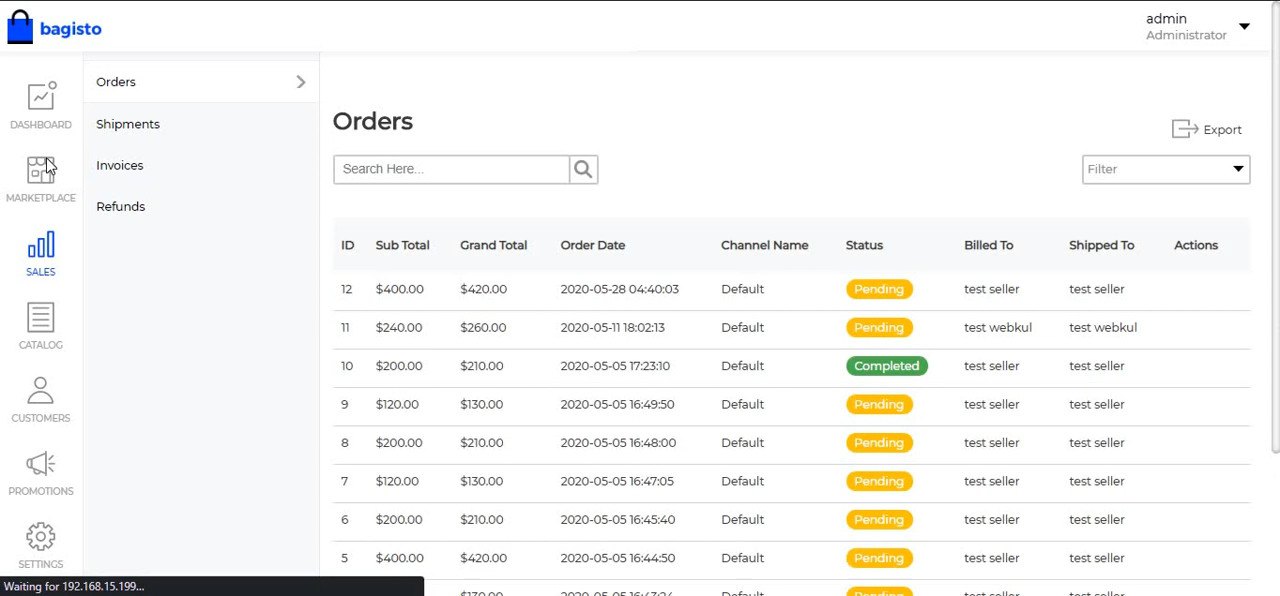 bagisto
admin
Administrator
DASHBOARD
MARKETPLACE
SALES
CATALOG
CUSTOMERS
PROMOTIONS
SETTINGS
Orders
Shipments
Invoices
Refunds
Orders
Export
Search Here...
Filter
ID Sub Total Grand Total Order Date Channel Name Status Billed To Shipped To Actions
12 $400.00 $420.00 2020-05-28 04:40:03 Default Pending test seller test seller
11 $240.00 $260.00 2020-05-11 18:02:13 Default Pending test webkul test webkul
10 $200.00 $210.00 2020-05-05 17:23:10 Default Completed test seller test seller
9 $120.00 $130.00 2020-05-05 16:49:50 Default Pending test seller test seller
8 $200.00 $210.00 2020-05-05 16:48:00 Default Pending test seller test seller
7 $120.00 $130.00 2020-05-05 16:47:05 Default Pending test seller test seller
6 $200.00 $210.00 2020-05-05 16:45:40 Default Pending test seller test seller
5 $400.00 $420.00 2020-05-05 16:44:50 Default Pending test seller test seller
Waiting for 192.168.15.199...